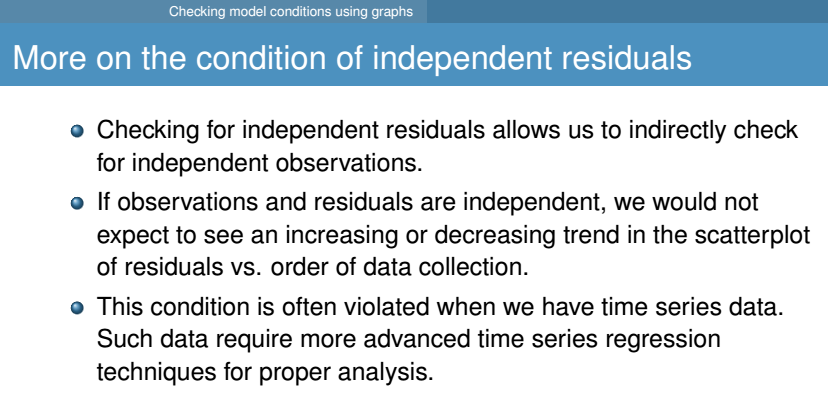 Checking model conditions using graphs
More on the condition of independent residuals
Checking for independent residuals allows us to indirectly check
for independent observations.
If observations and residuals are independent, we would not
expect to see an increasing or decreasing trend in the scatterplot
of residuals vs. order of data collection.
This condition is often violated when we have time series data.
Such data require more advanced time series regression
techniques for proper analysis.